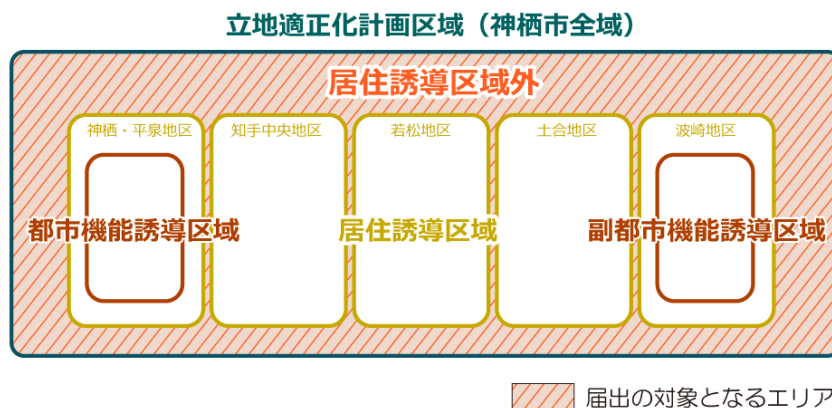 立地適正化計画区域（神栖市全域）
居住誘導区域外
神栖・平泉地区
知手中央地区
若松地区
土合地区
波崎地区
都市機能誘導区域
居住誘導区域
副都市機能誘導区域
届出の対象となるエリア